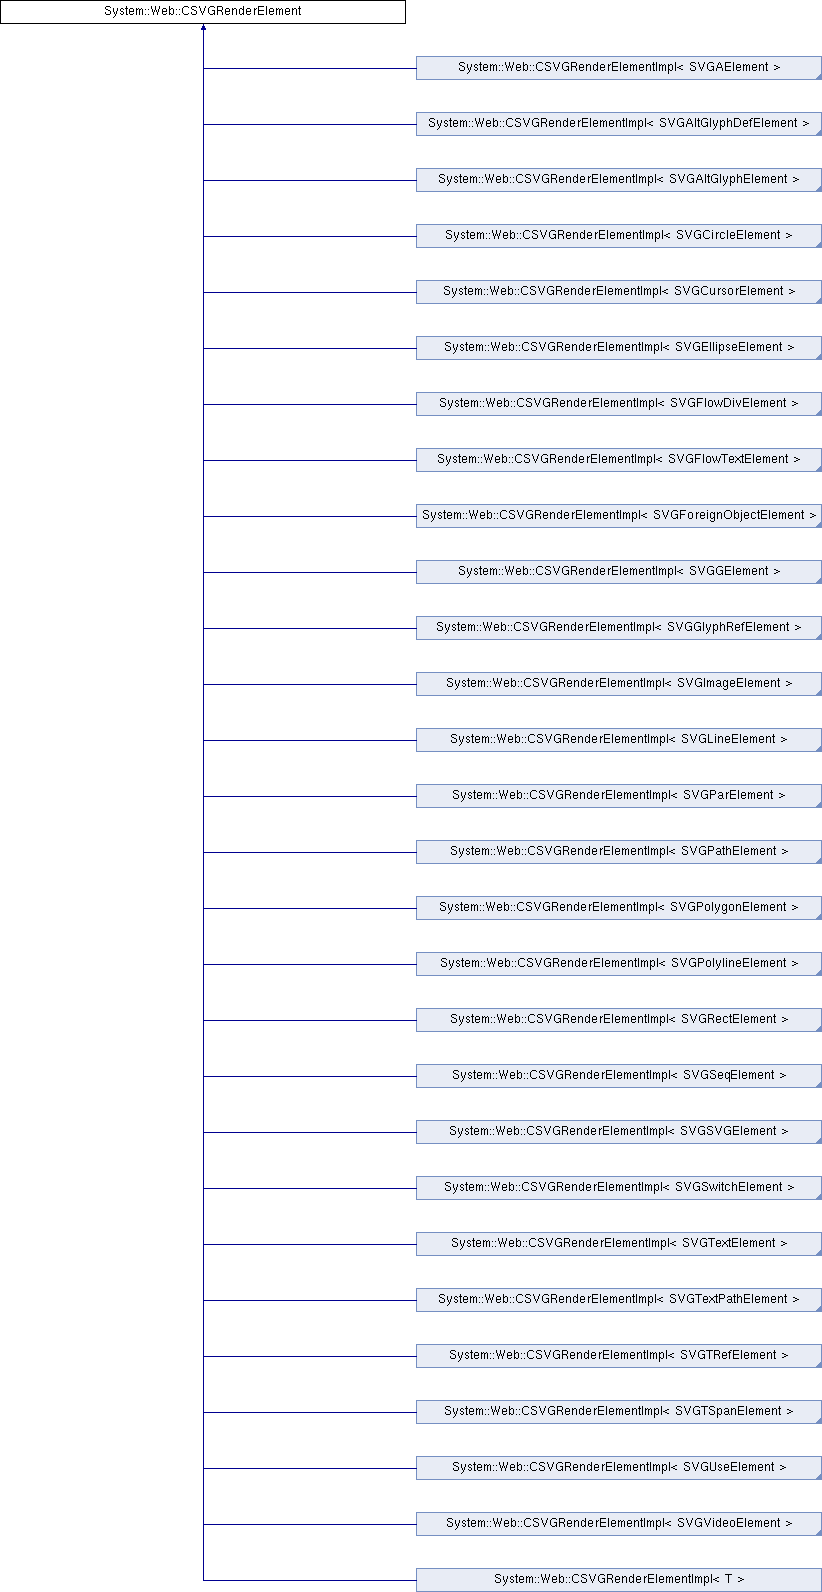 System::Web::CSVGRenderElement
System::Web::CSVGRenderElementImpl< SVGAElement >
System::Web::CSVGRenderElementImpl< SVGAltGlyphDefElement >
System::Web::CSVGRenderElementImpl< SVGAltGlyphElement >
System::Web::CSVGRenderElementImpl< SVGCircleElement >
System::Web::CSVGRenderElementImpl< SVGCursorElement >
System::Web::CSVGRenderElementImpl< SVGEllipseElement >
System::Web::CSVGRenderElementImpl< SVGFlowDivElement >
System::Web::CSVGRenderElementImpl< SVGFlowTextElement >
System::Web::CSVGRenderElementImpl< SVGForeignObjectElement >
System::Web::CSVGRenderElementImpl< SVGGElement >
System::Web::CSVGRenderElementImpl< SVGGlyphRefElement >
System::Web::CSVGRenderElementImpl< SVGImageElement >
System::Web::CSVGRenderElementImpl< SVGLineElement >
System::Web::CSVGRenderElementImpl< SVGParElement >
System::Web::CSVGRenderElementImpl< SVGPathElement >
System::Web::CSVGRenderElementImpl< SVGPolygonElement >
System::Web::CSVGRenderElementImpl< SVGPolylineElement >
System::Web::CSVGRenderElementImpl< SVGRectElement >
System::Web::CSVGRenderElementImpl< SVGSeqElement >
System::Web::CSVGRenderElementImpl< SVGSVGElement >
System::Web::CSVGRenderElementImpl< SVGSwitchElement >
System::Web::CSVGRenderElementImpl< SVGTextElement >
System::Web::CSVGRenderElementImpl< SVGTextPathElement >
System::Web::CSVGRenderElementImpl< SVGTRefElement >
System::Web::CSVGRenderElementImpl< SVGTSpanElement >
System::Web::CSVGRenderElementImpl< SVGUseElement >
System::Web::CSVGRenderElementImpl< SVGVideoElement >
System::Web::CSVGRenderElementImpl< T >